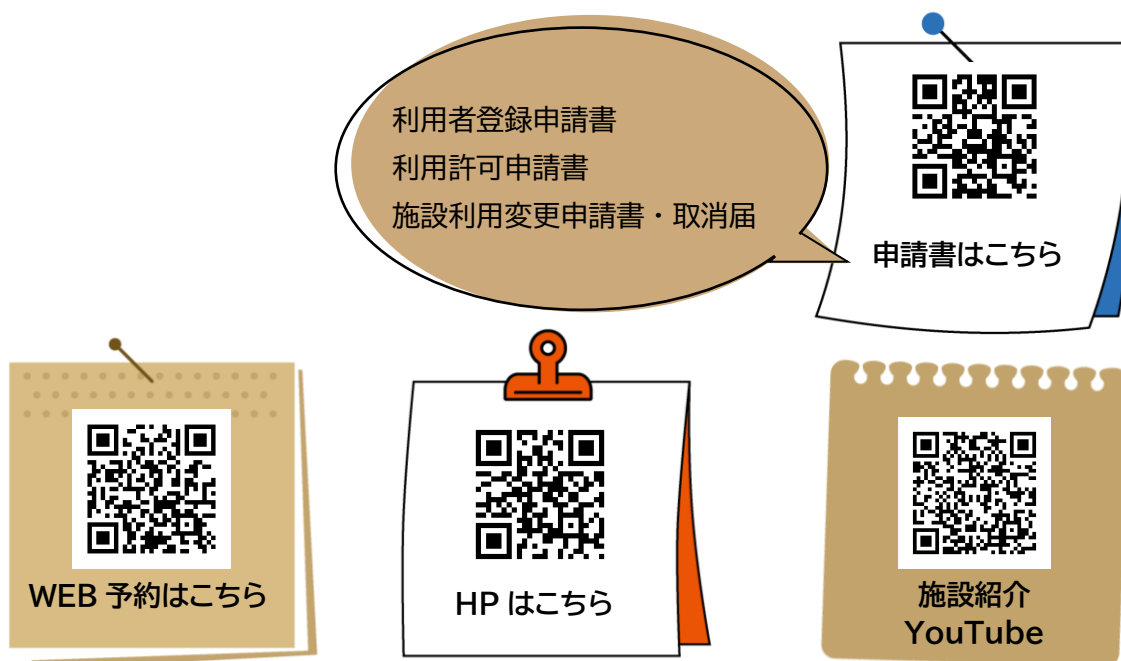 利用者登録申請書
利用許可申請書
施設利用変更申請書・取消届
申請書はこちら
WEB 予約はこちら
HP はこちら
施設紹介
YouTube